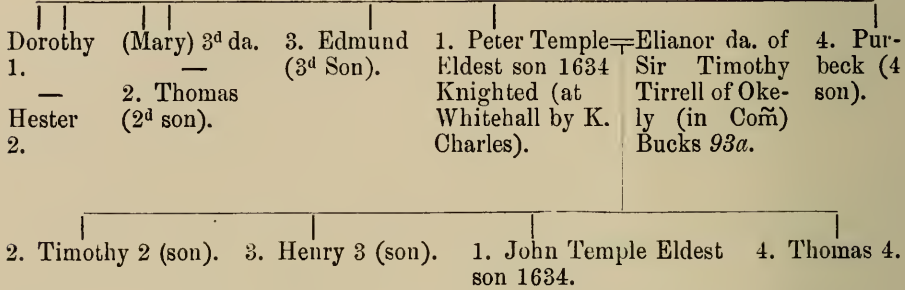 Dorothy
1.
—
Hester
2.
(Mary) 3ᵈ da.
—
2. Thomas
(2ᵈ son).
3. Edmund
(3ᵈ Son).
1. Peter Temple
Eldest son 1634
Knighted (at
Whitehall by K.
Charles).
Elianor da. of
Sir Timothy
Tirrell of Oke-
ly (in Com̃)
Bucks 93a.
4. Pur-
beck (4
son).
2. Timothy 2 (son).
3. Henry 3 (son).
1. John Temple Eldest
son 1634.
4. Thomas 4.